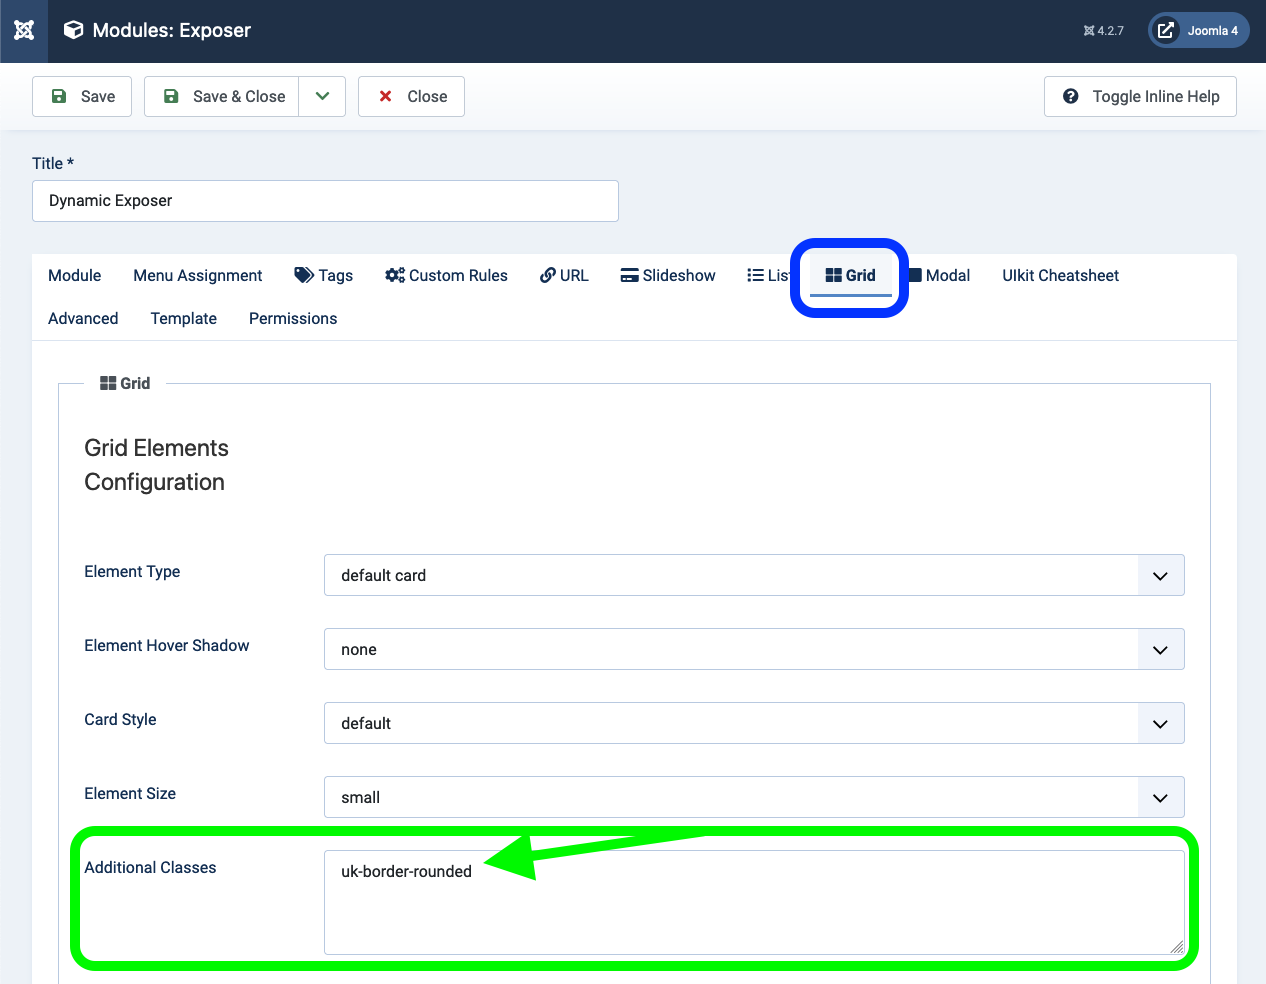 Modules: Exposer
4.2.7
Joomla 4
Save
Save & Close
Close
Toggle Inline Help
Title *
Dynamic Exposer
Module
Menu Assignment
Tags
Custom Rules
URL
Slideshow
List
Grid
Modal
UIkit Cheatsheet
Advanced
Template
Permissions
Grid
Grid Elements
Configuration
Element Type
default card
Element Hover Shadow
none
Card Style
default
Element Size
small
Additional Classes
uk-border-rounded